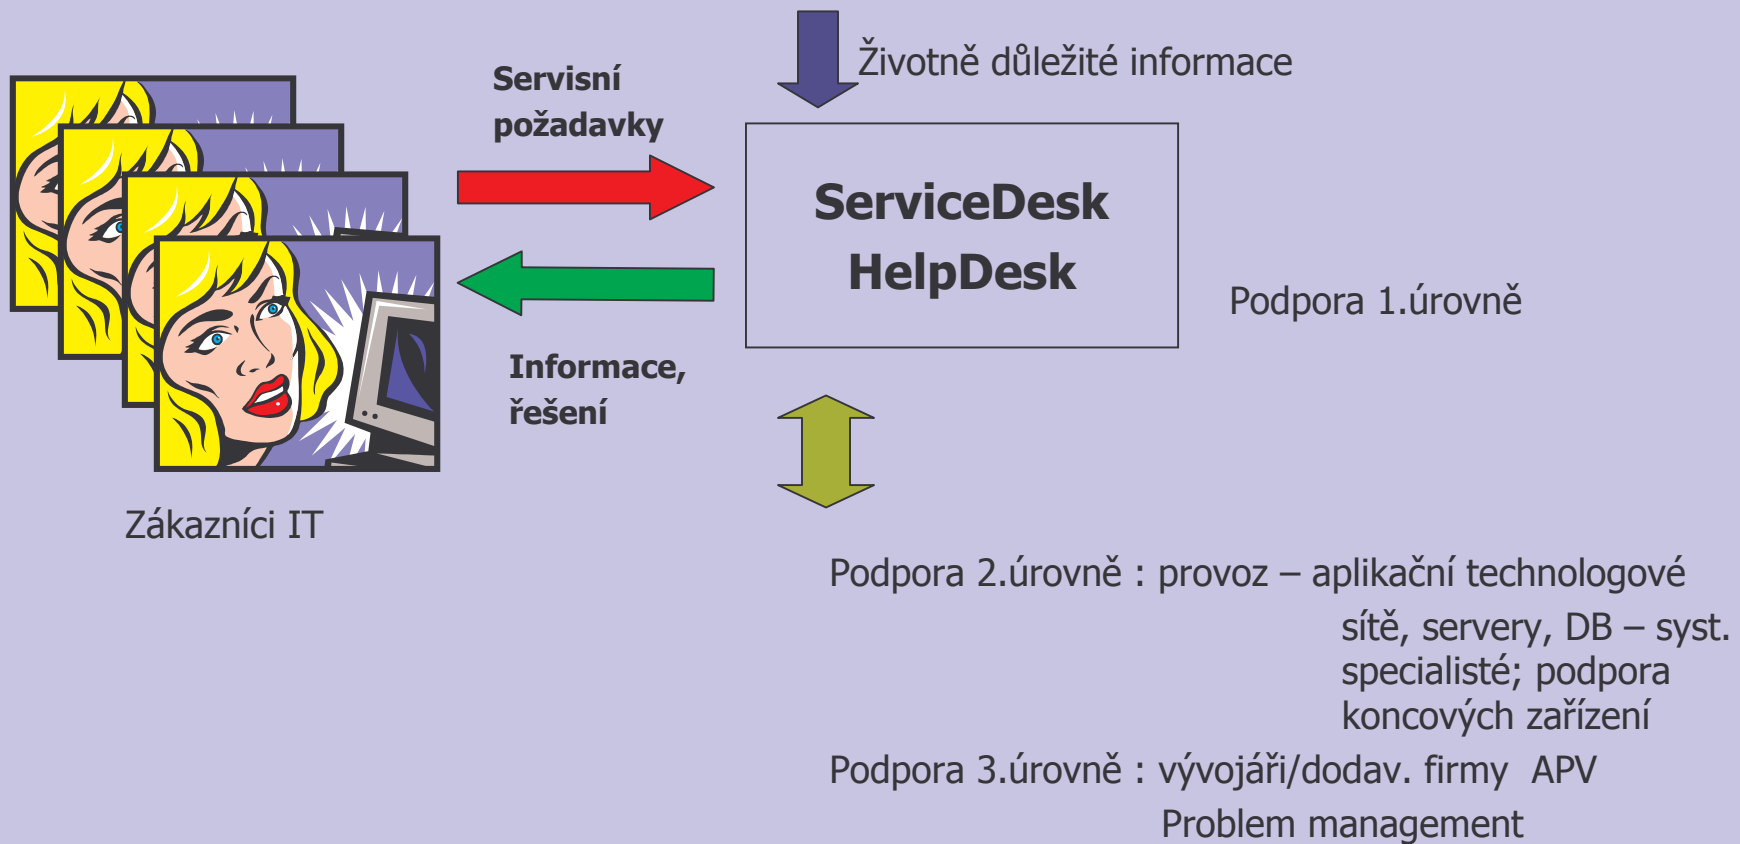 Životně důležité informace
Servisní
požadavky
ServiceDesk
HelpDesk
Podpora 1.úrovně
Informace,
řešení
Zákazníci IT
Podpora 2.úrovně : provoz – aplikační technologové
sítě, servery, DB – syst.
specialisté; podpora
koncových zařízení
Podpora 3.úrovně : vývojáři/dodav. firmy APV
Problem management